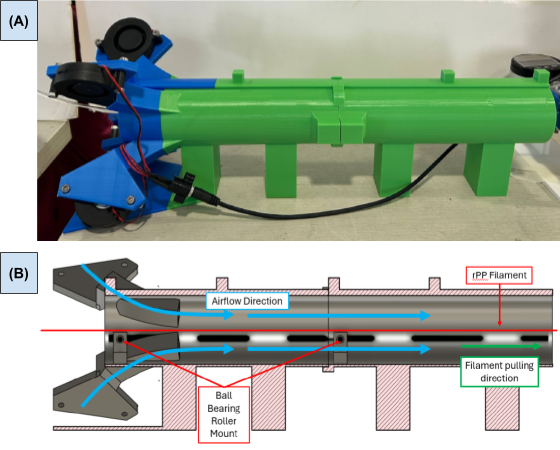 (A)
(B)
rPP Filament
Airflow Direction
Filament pulling
direction
Ball
Bearing
Roller
Mount